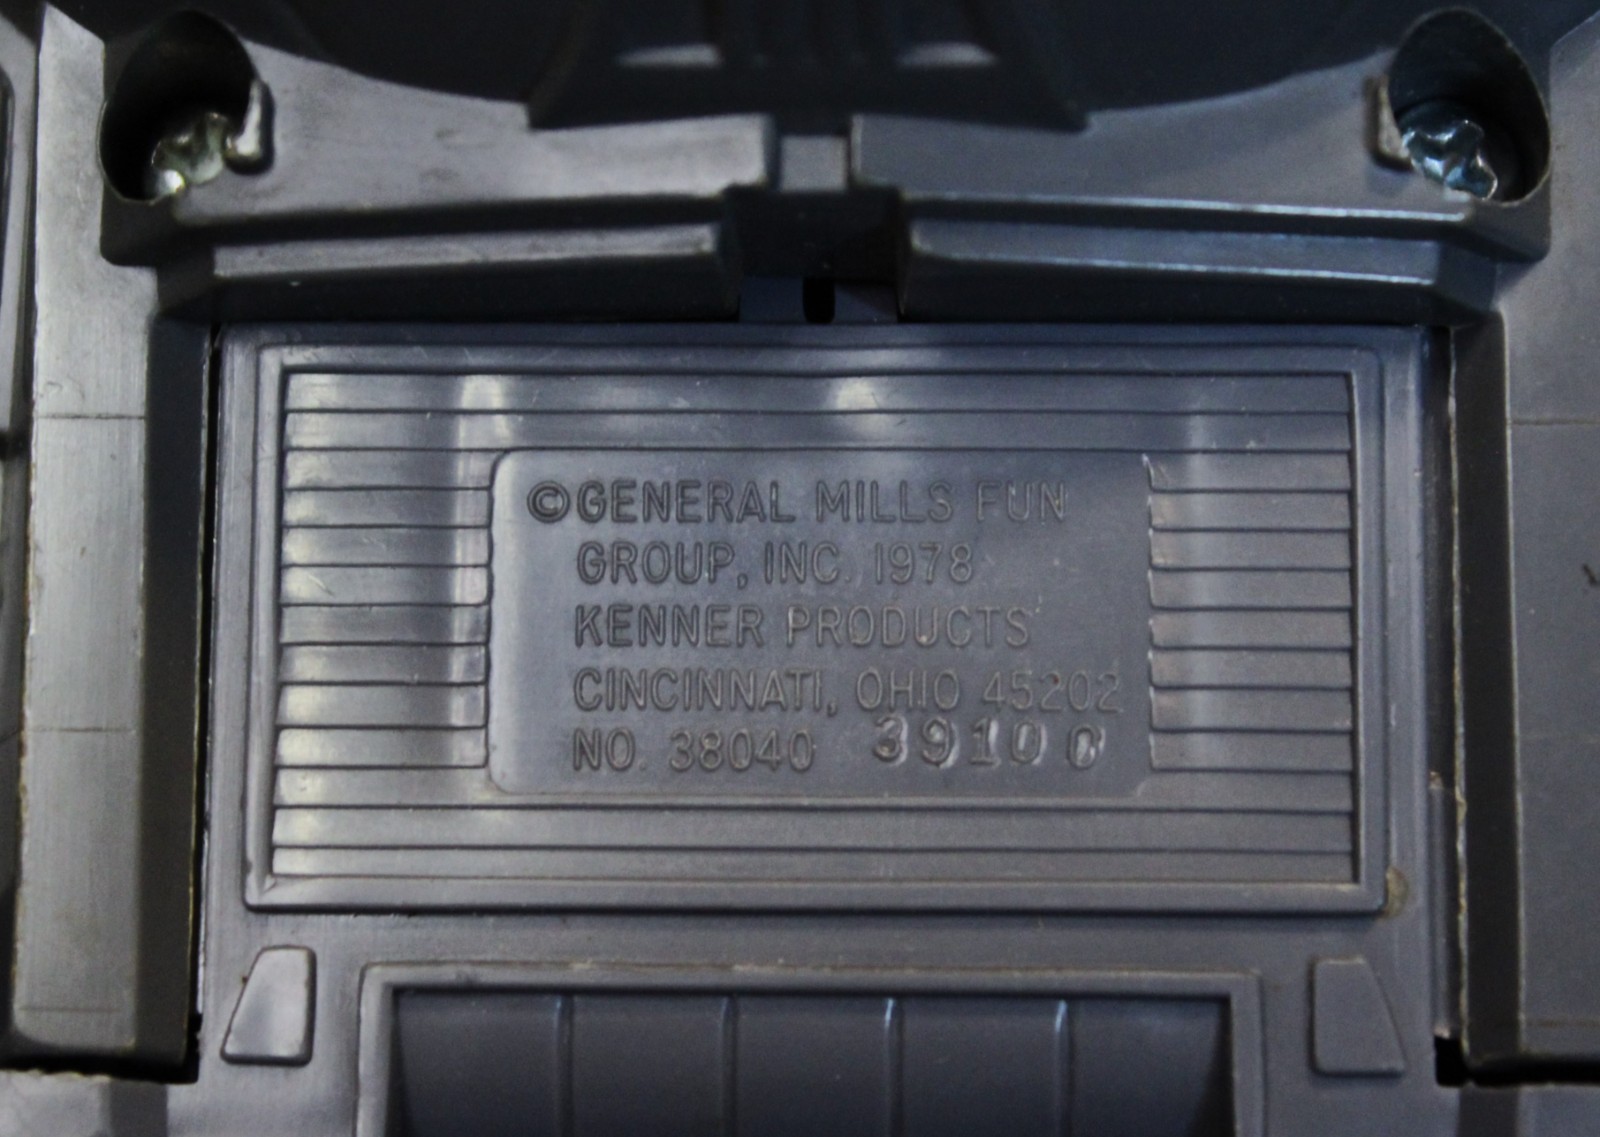 ©GENERAL MILLS FUN
GROUP, INC. 1978
KENNER PRODUCTS
CINCINNATI, OHIO 45202
NO. 38040 39100